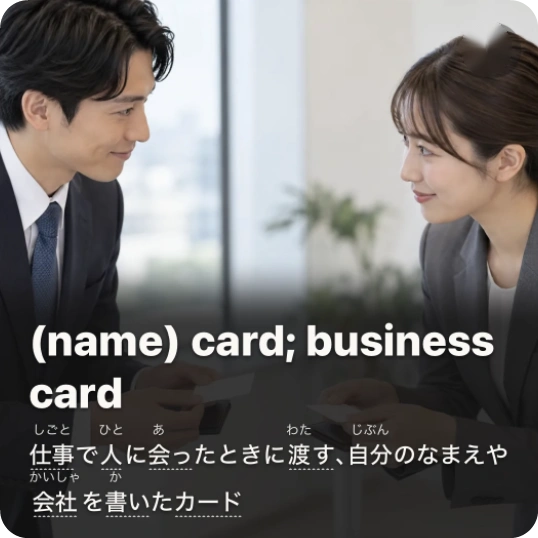 (name) card; business
card
しごと ひと あ わた じぶん
仕事で人に会ったときに渡す、自分のなまえや
かいしゃ か
会社を書いたカード